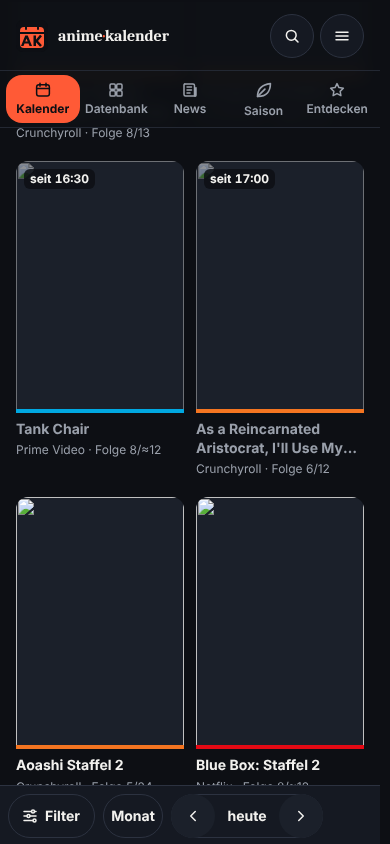 AK anime·kalender
Kalender Datenbank News Saison Entdecken
Crunchyroll · Folge 8/13
seit 16:30
seit 17:00
Tank Chair
Prime Video · Folge 8/≈12
As a Reincarnated
Aristocrat, I'll Use My...
Crunchyroll · Folge 6/12
Aoashi Staffel 2
Blue Box: Staffel 2
Filter Monat heute